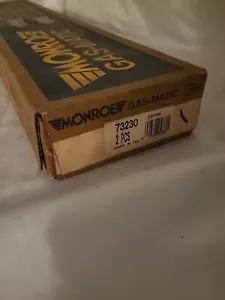 MONROE
GAS-MATIC
MONROE GAS-MATIC
73230
2 PCS